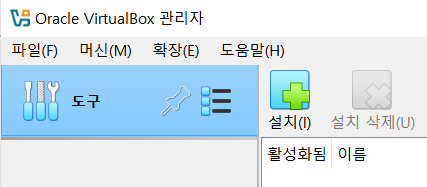 Oracle VirtualBox 관리자
파일(F) 머신(M) 확장(E) 도움말(H)
도구
설치(I) 설치 삭제(U)
활성화됨 이름